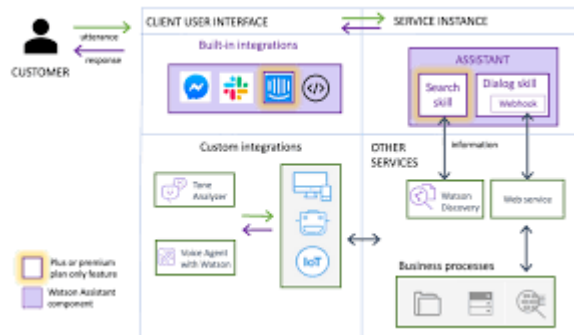 CLIENT USER INTERFACE
SERVICE INSTANCE
utterance
response
CUSTOMER
Built-in integrations
ASSISTANT
Search
skill
Dialog skill
Webhook
Custom integrations
OTHER
SERVICES
information
Tone
Analyzer
Watson
Discovery
Web service
Voice Agent
with Watson
IoT
Business processes
Plus or premium
plan only feature
Watson Assistant
component